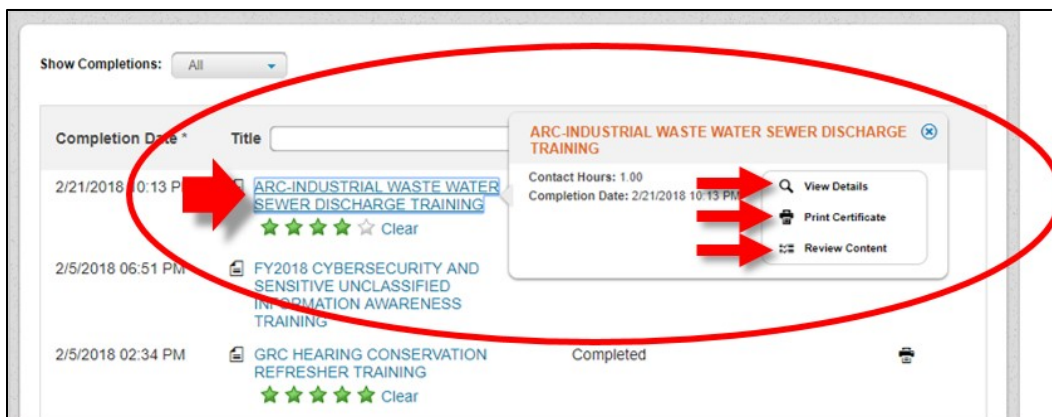 Show Completions: All
Completion Date * Title
ARC-INDUSTRIAL WASTE WATER SEWER DISCHARGE
TRAINING
Contact Hours: 1.00
Completion Date: 2/21/2018 10:13 PM
View Details
Print Certificate
Review Content
2/21/2018 10:13 P
ARC-INDUSTRIAL WASTE WATER
SEWER DISCHARGE TRAINING
Clear
2/5/2018 06:51 PM FY2018 CYBERSECURITY AND
SENSITIVE UNCLASSIFIED
INFORMATION AWARENESS
TRAINING
2/5/2018 02:34 PM GRC HEARING CONSERVATION Completed
REFRESHER TRAINING
Clear